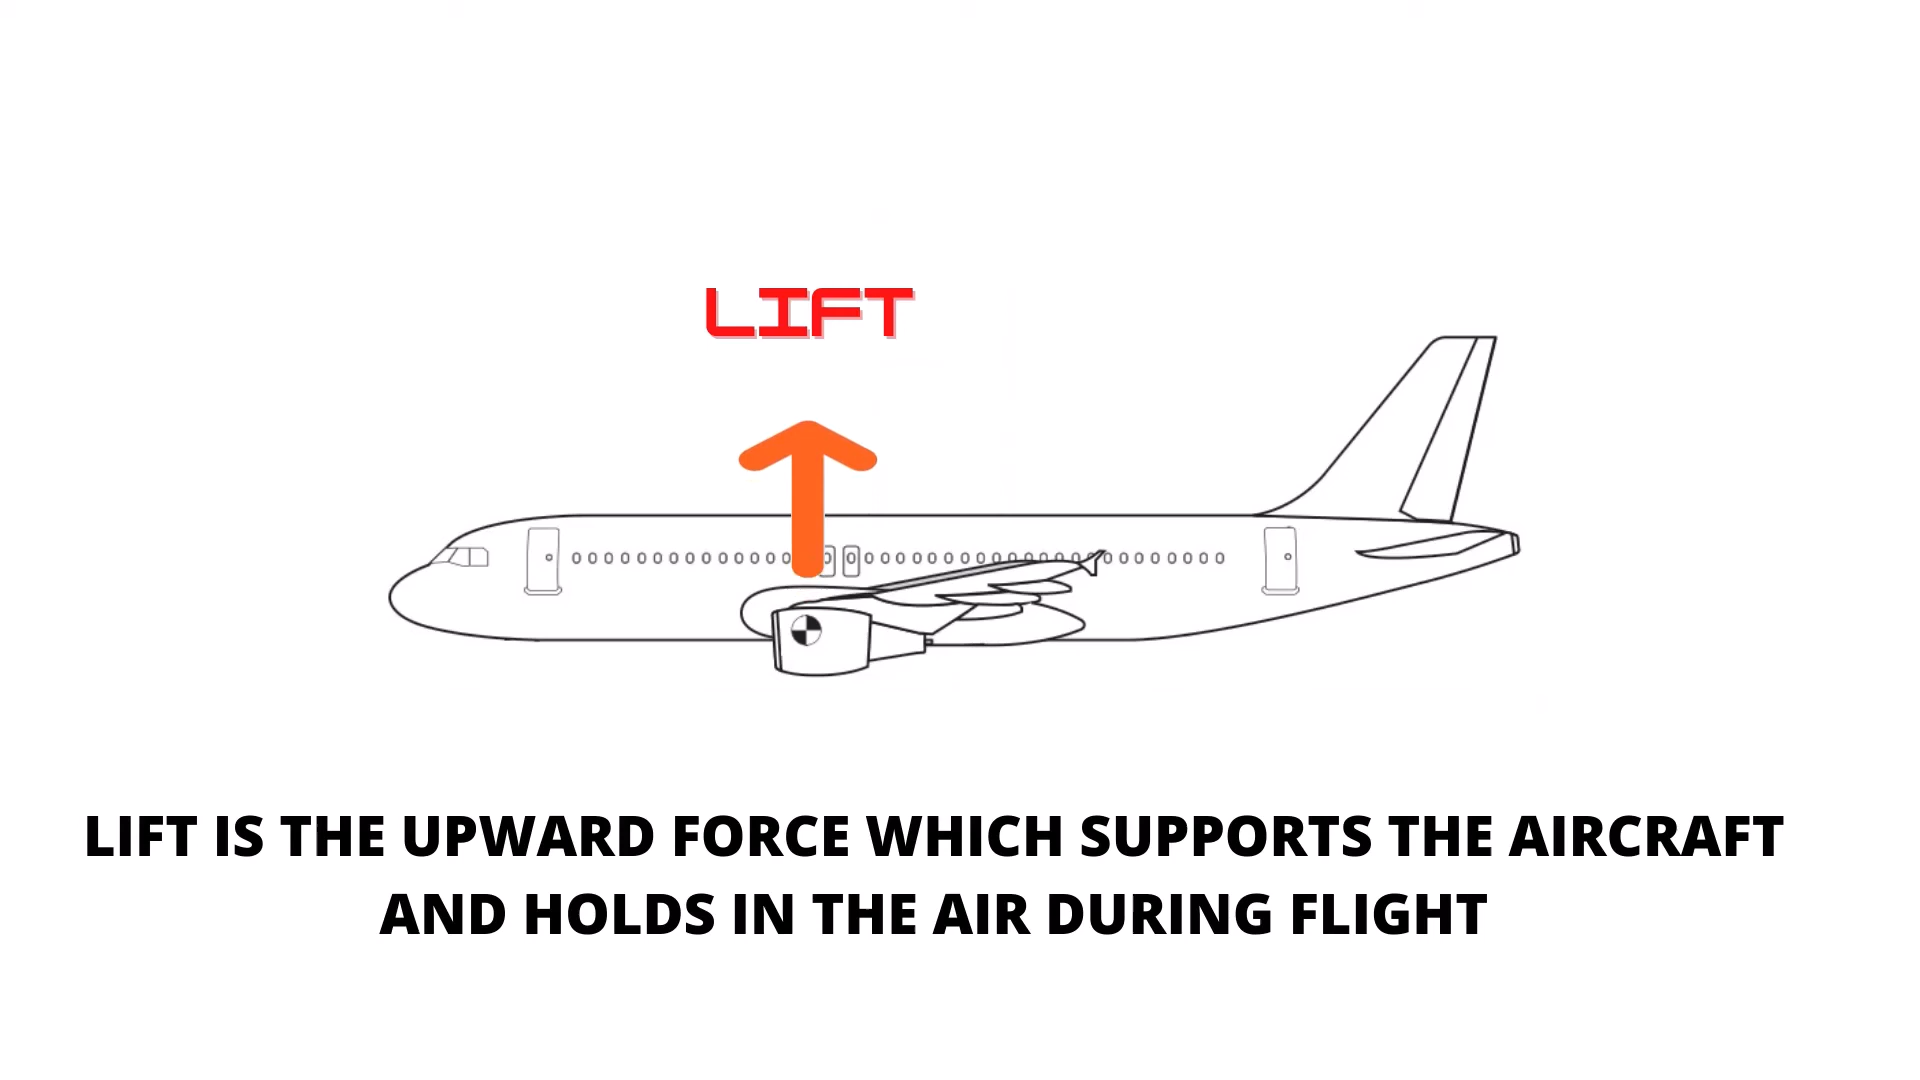 LIFT
LIFT IS THE UPWARD FORCE WHICH SUPPORTS THE AIRCRAFT
AND HOLDS IN THE AIR DURING FLIGHT